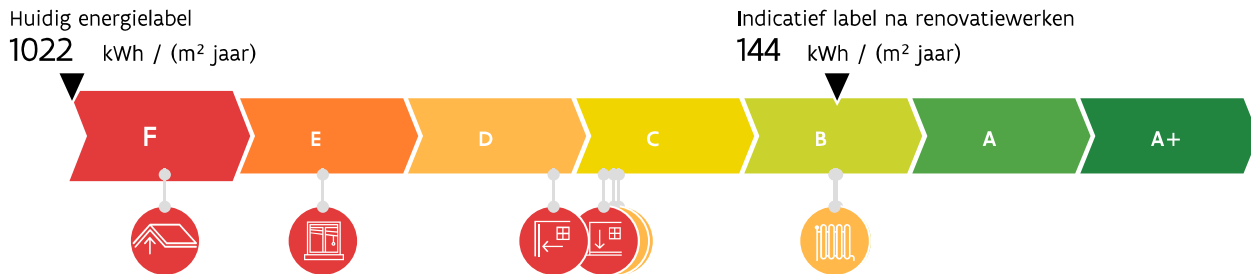 Huidig energielabel
1022 kWh / (m² jaar)
Indicatief label na renovatiewerken
144 kWh / (m² jaar)
F E D C B A A+